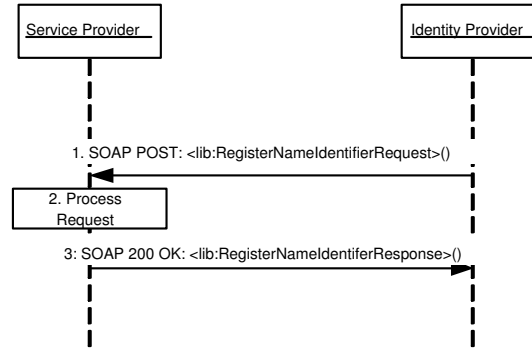 Service Provider
Identity Provider
1. SOAP POST: <lib:RegisterNameIdentifierRequest>()
2. Process
Request
3: SOAP 200 OK: <lib:RegisterNameIdentiferResponse>()